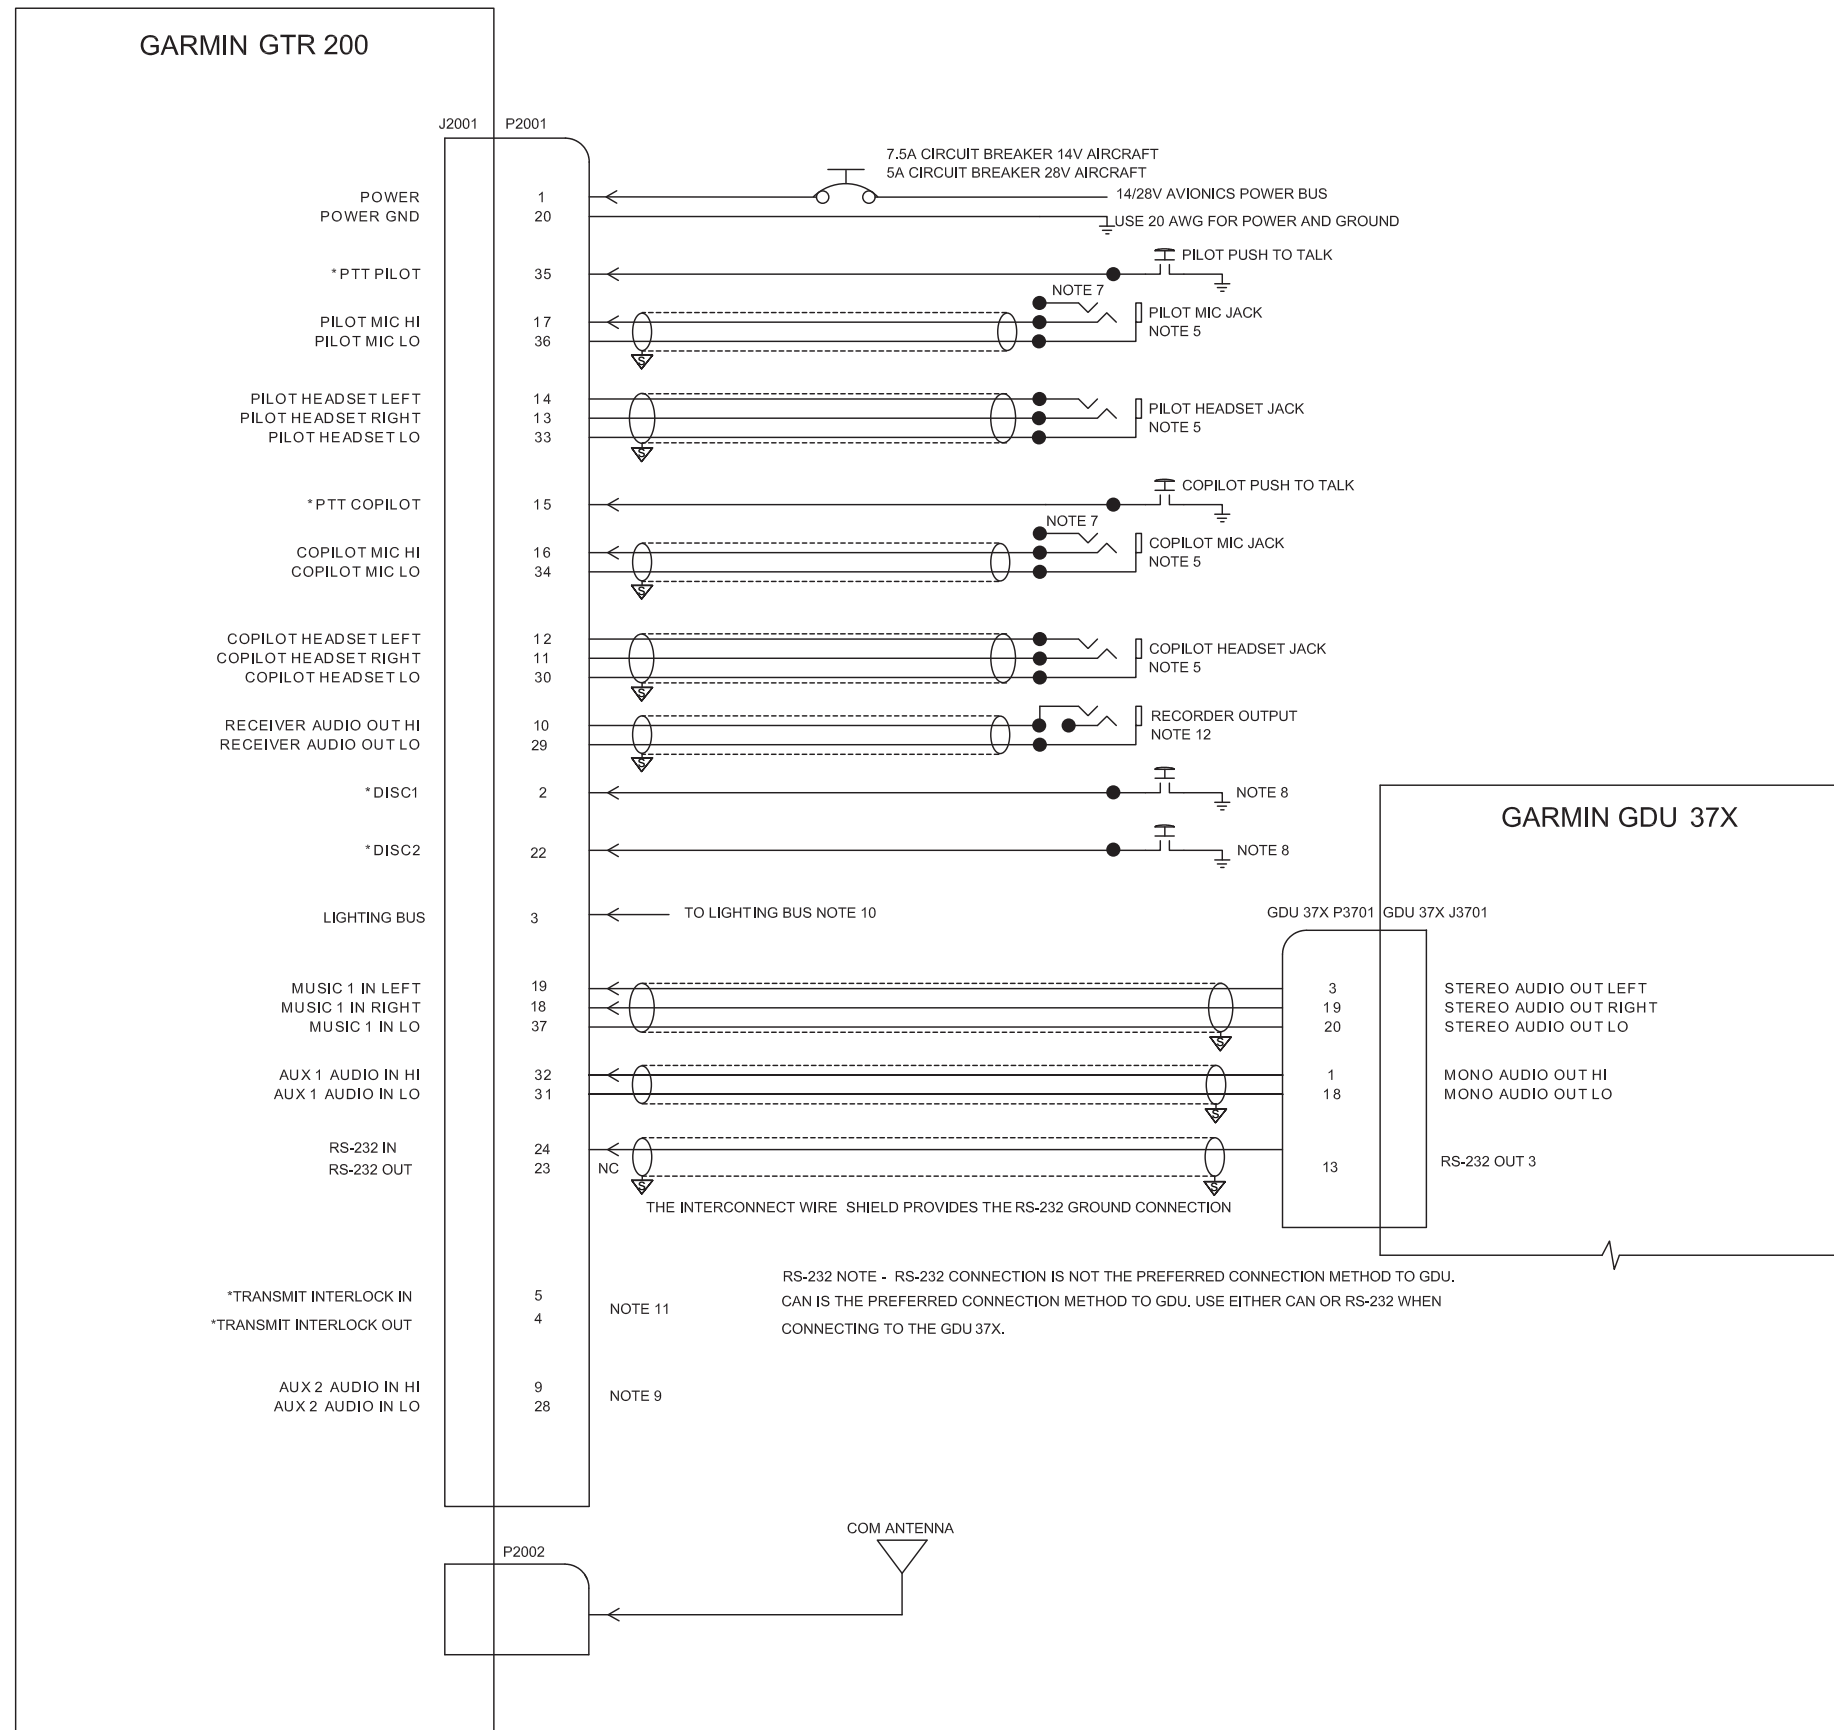 GARMIN GTR 200
J2001 P2001
7.5A CIRCUIT BREAKER 14V AIRCRAFT
5A CIRCUIT BREAKER 28V AIRCRAFT
POWER 1 14/28V AVIONICS POWER BUS
POWER GND 20 USE 20 AWG FOR POWER AND GROUND
PILOT PUSH TO TALK
*PTT PILOT 35
NOTE 7
PILOT MIC HI 17 PILOT MIC JACK
PILOT MIC LO 36 NOTE 5
S
PILOT HEADSET LEFT 14 PILOT HEADSET JACK
PILOT HEADSET RIGHT 13 NOTE 5
PILOT HEADSET LO 33
S
COPILOT PUSH TO TALK
*PTT COPILOT 15
NOTE 7
COPILOT MIC HI 16 COPILOT MIC JACK
COPILOT MIC LO 34 NOTE 5
S
COPILOT HEADSET LEFT 12 COPILOT HEADSET JACK
COPILOT HEADSET RIGHT 11 NOTE 5
COPILOT HEADSET LO 30
S
RECEIVER AUDIO OUT HI 10 RECORDER OUTPUT
RECEIVER AUDIO OUT LO 29 NOTE 12
S
*DISC1 2 NOTE 8
GARMIN GDU 37X
*DISC2 22 NOTE 8
LIGHTING BUS 3 TO LIGHTING BUS NOTE 10
GDU 37X P3701 GDU 37X J3701
MUSIC 1 IN LEFT 19 3 STEREO AUDIO OUT LEFT
MUSIC 1 IN RIGHT 18 19 STEREO AUDIO OUT RIGHT
MUSIC 1 IN LO 37 20 STEREO AUDIO OUT LO
S
AUX 1 AUDIO IN HI 32 1 MONO AUDIO OUT HI
AUX 1 AUDIO IN LO 31 18 MONO AUDIO OUT LO
S
RS-232 IN 24
RS-232 OUT 23 NC 13 RS-232 OUT 3
S S
THE INTERCONNECT WIRE SHIELD PROVIDES THE RS-232 GROUND CONNECTION
RS-232 NOTE - RS-232 CONNECTION IS NOT THE PREFERRED CONNECTION METHOD TO GDU.
CAN IS THE PREFERRED CONNECTION METHOD TO GDU. USE EITHER CAN OR RS-232 WHEN
CONNECTING TO THE GDU 37X.
*TRANSMIT INTERLOCK IN 5
*TRANSMIT INTERLOCK OUT 4
NOTE 11
AUX 2 AUDIO IN HI 9
AUX 2 AUDIO IN LO 28
NOTE 9
COM ANTENNA
P2002